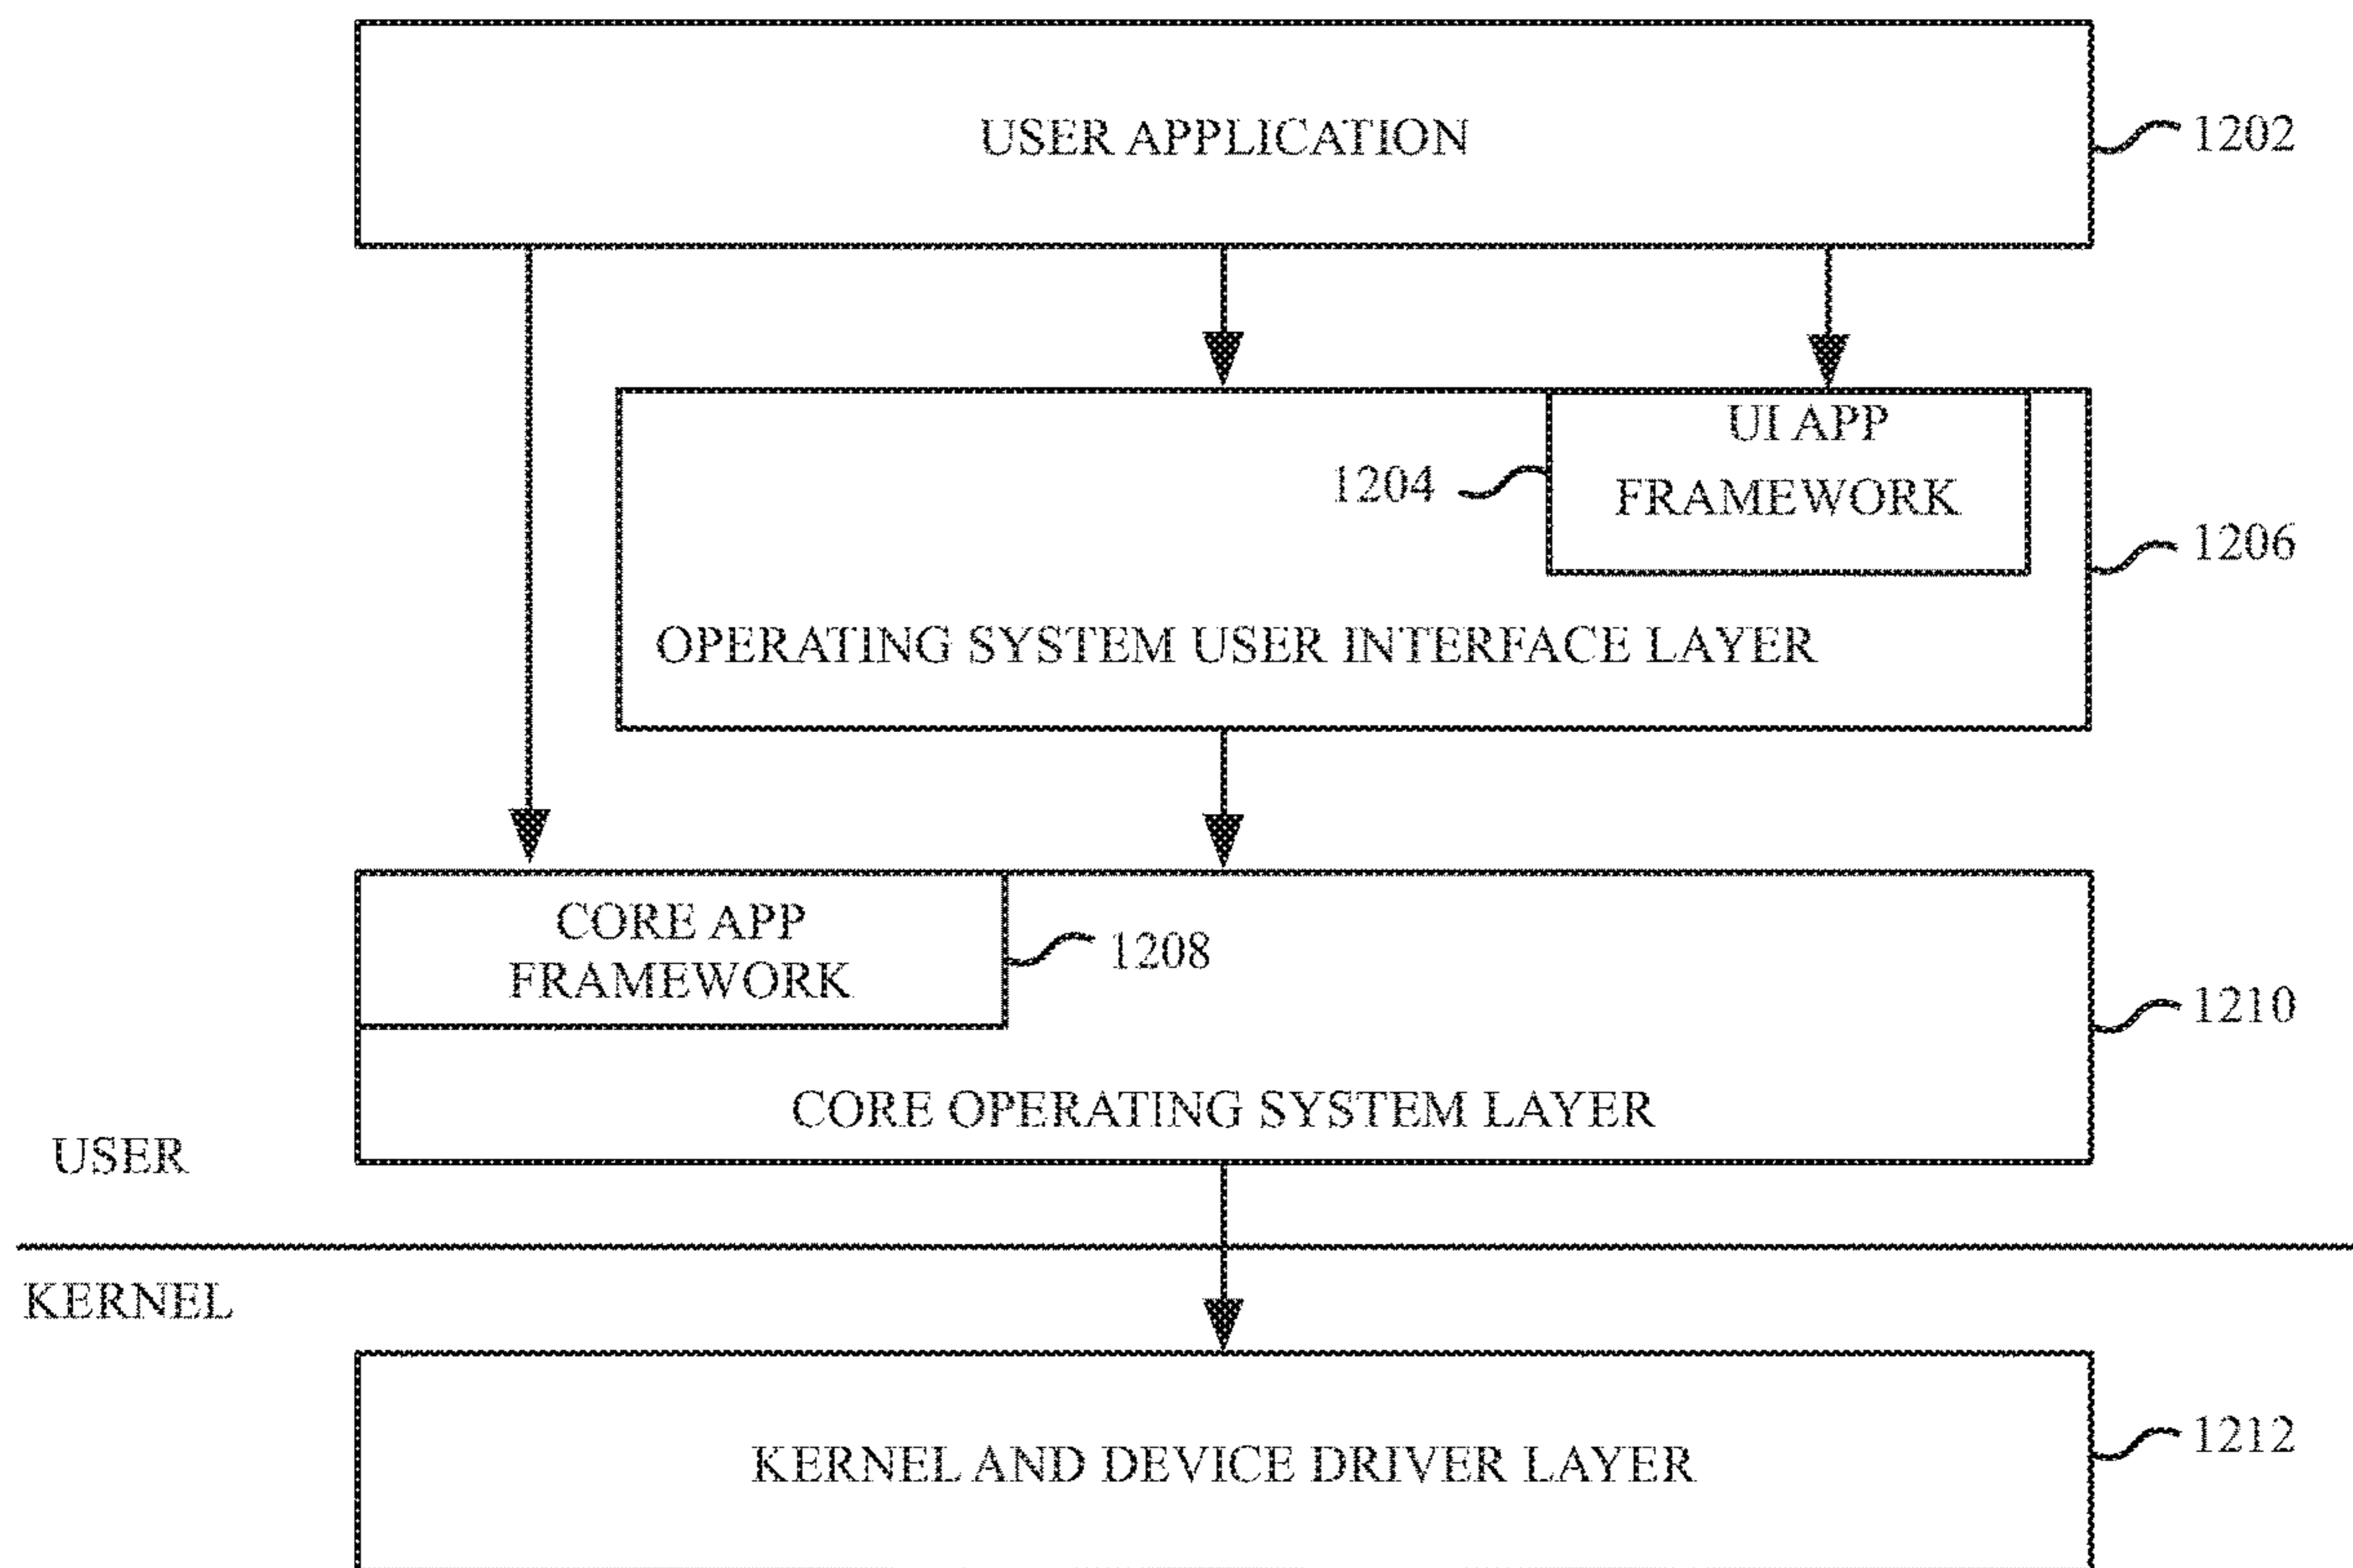 USER APPLICATION
1202
UI APP
FRAMEWORK
1204
1206
OPERATING SYSTEM USER INTERFACE LAYER
CORE APP
FRAMEWORK
1208
1210
CORE OPERATING SYSTEM LAYER
USER
KERNEL
KERNEL AND DEVICE DRIVER LAYER
1212